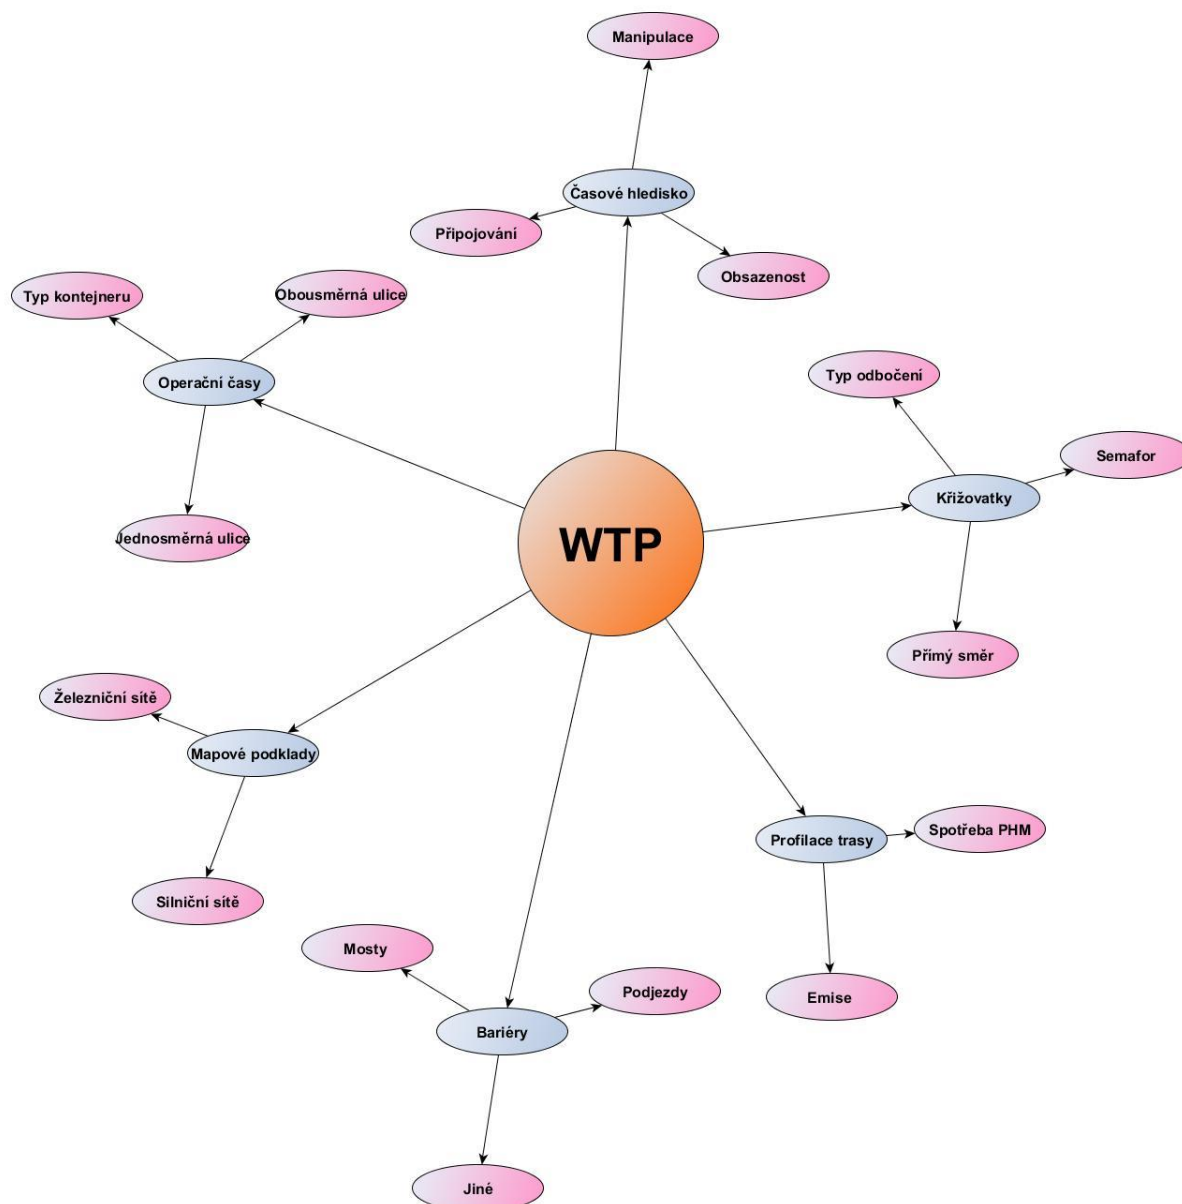 Manipulace
Časové hledisko
Připojování
Obsazenost
Typ kontejneru
Obousměrná ulice
Operační časy
Jednosměrná ulice
Typ odbočení
Semafor
Křižovatky
Přímý směr
WTP
Železniční sítě
Mapové podklady
Silniční sítě
Profilace trasy
Spotřeba PHM
Emise
Mosty
Podjezdy
Bariéry
Jiné